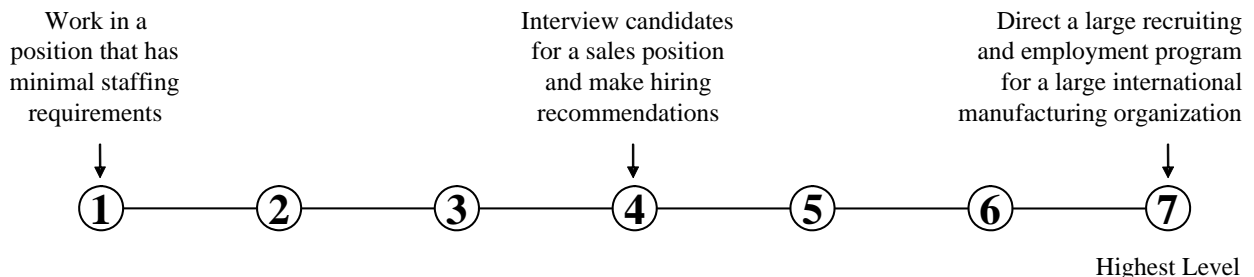 Work in a
position that has
minimal staffing
requirements
Interview candidates
for a sales position
and make hiring
recommendations
Direct a large recruiting
and employment program
for a large international
manufacturing organization
1 2 3 4 5 6 7
Highest Level